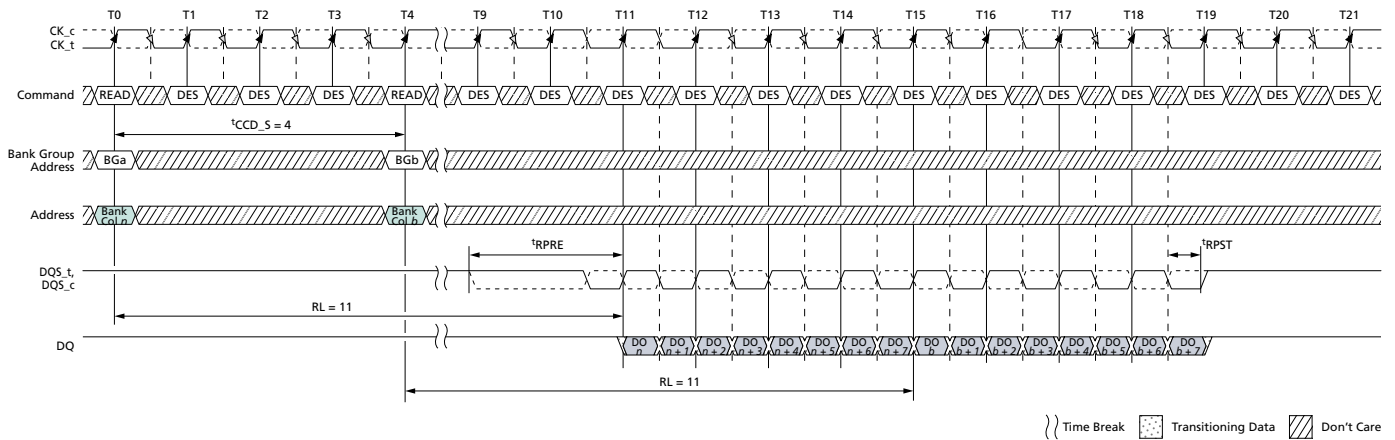 T0 T1 T2 T3 T4 T9 T10 T11 T12 T13 T14 T15 T16 T17 T18 T19 T20 T21
CK_c
CK_t
Command READ DES DES DES READ DES DES DES DES DES DES DES DES DES DES DES DES DES
tCCD_S = 4
Bank Group
Address
BGa BGb
Address
Bank
Col n
Bank
Col b
tRPRE tRPST
DQS_t,
DQS_c
RL = 11
DQ
DO
n
DO
n + 1
DO
n + 2
DO
n + 3
DO
n + 4
DO
n + 5
DO
n + 6
DO
n + 7
DO
b
DO
b + 1
DO
b + 2
DO
b + 3
DO
b + 4
DO
b + 5
DO
b + 6
DO
b + 7
RL = 11
Time Break Transitioning Data Don't Care